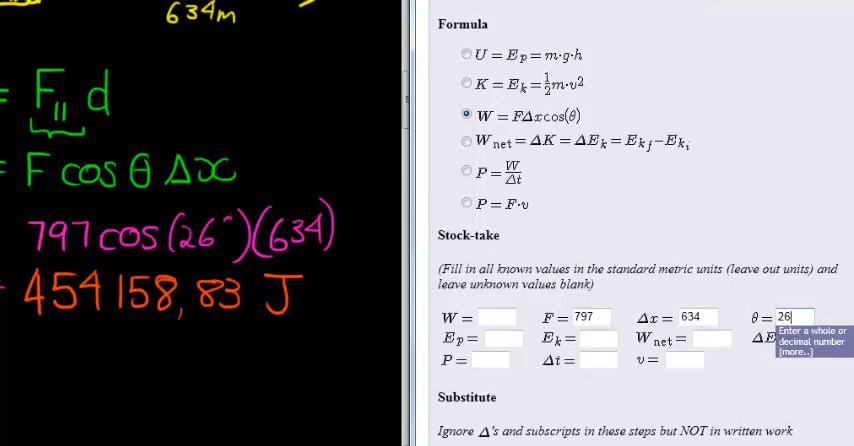 634m
= F|| d
= F cos θ Δx
797 cos (26°)(634)
= 454 158,83 J
Formula
U = Ep = m·g·h
K = Ek = 1/2 m·v²
W = FΔx cos(θ)
Wnet = ΔK = ΔEk = Ekf − Eki
P = W/Δt
P = F·v
Stock-take
(Fill in all known values in the standard metric units (leave out units) and
leave unknown values blank)
W = F = 797 Δx = 634 θ = 26
Ep = Ek = Wnet = ΔE
P = Δt = v =
Enter a whole or
decimal number
[more..]
Substitute
Ignore Δ's and subscripts in these steps but NOT in written work